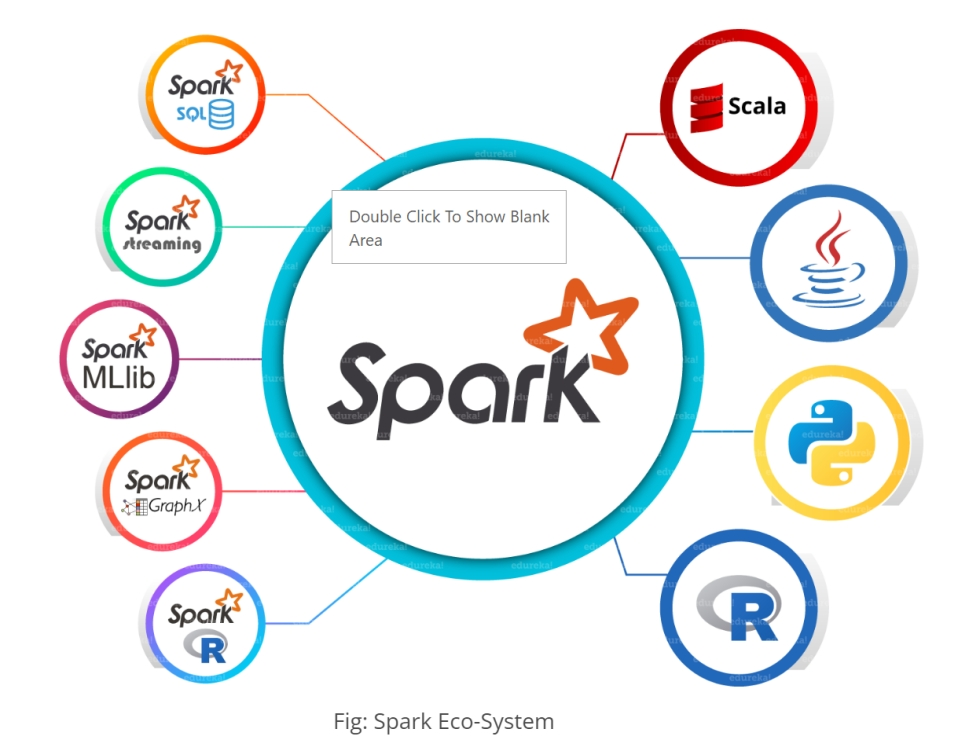 Spark
SQL
Spark
streaming
Spark
MLlib
Spark
GraphX
Spark
R
Double Click To Show Blank
Area
Spark
Scala
R
edureka!
Fig: Spark Eco-System